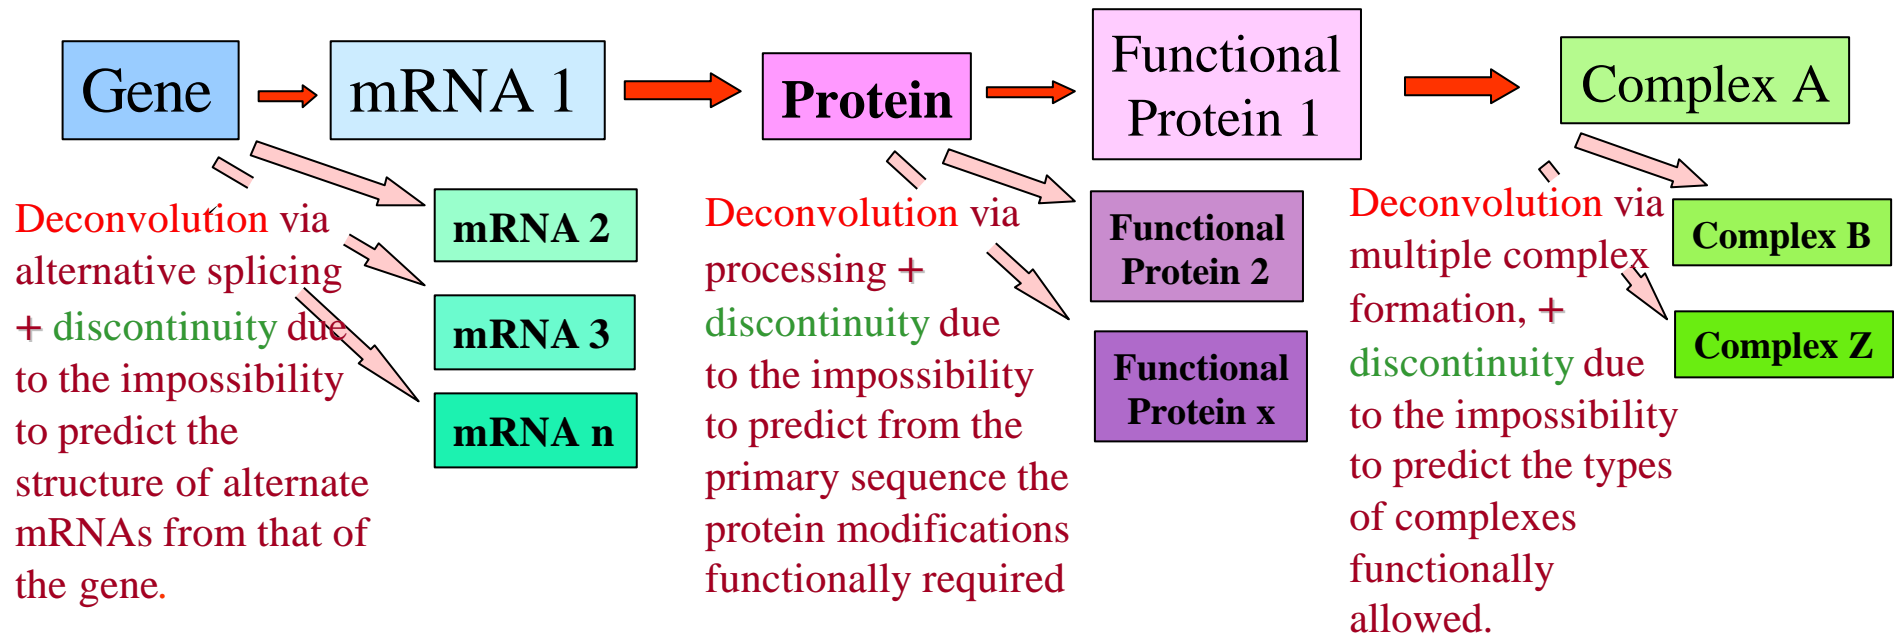 Gene
mRNA 1
Protein
Functional
Protein 1
Complex A
Deconvolution via
alternative splicing
+ discontinuity due
to the impossibility
to predict the
structure of alternate
mRNAs from that of
the gene.
mRNA 2
mRNA 3
mRNA n
Deconvolution via
processing +
discontinuity due
to the impossibility
to predict from the
primary sequence the
protein modifications
functionally required
Functional
Protein 2
Functional
Protein x
Deconvolution via
multiple complex
formation, +
discontinuity due
to the impossibility
to predict the types
of complexes
functionally
allowed.
Complex B
Complex Z